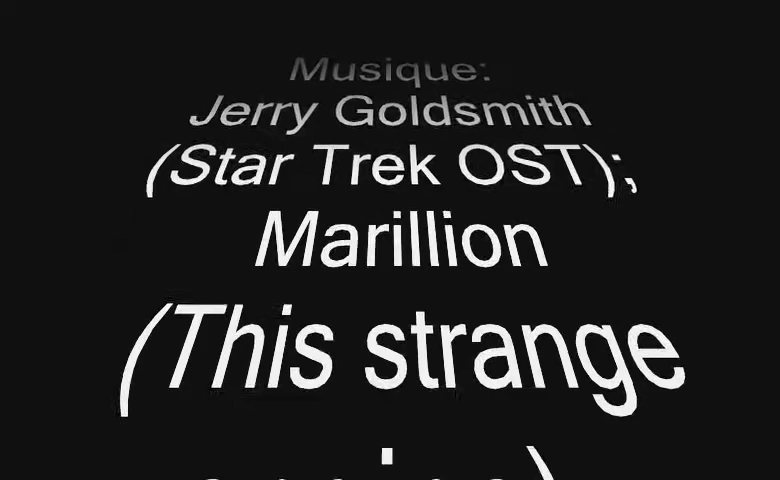 Musique:
Jerry Goldsmith
(Star Trek OST);
Marillion
(This strange